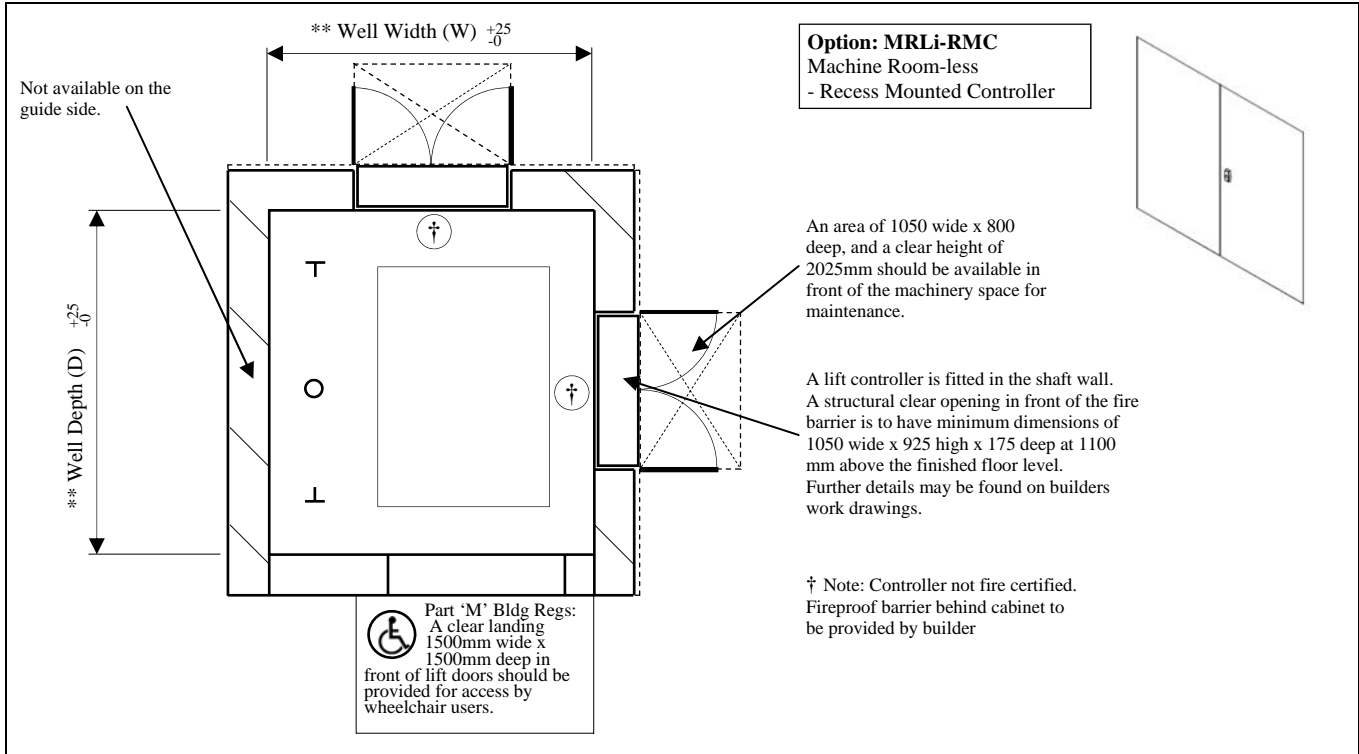 ** Well Width (W) +25
-0
Option: MRLi-RMC
Machine Room-less
- Recess Mounted Controller
Not available on the
guide side.
†
An area of 1050 wide x 800
deep, and a clear height of
2025mm should be available in
front of the machinery space for
maintenance.
** Well Depth (D) +25
-0
†
A lift controller is fitted in the shaft wall.
A structural clear opening in front of the fire
barrier is to have minimum dimensions of
1050 wide x 925 high x 175 deep at 1100
mm above the finished floor level.
Further details may be found on builders
work drawings.
† Note: Controller not fire certified.
Fireproof barrier behind cabinet to
be provided by builder
Part ‘M’ Bldg Regs:
A clear landing
1500mm wide x
1500mm deep in
front of lift doors should be
provided for access by
wheelchair users.